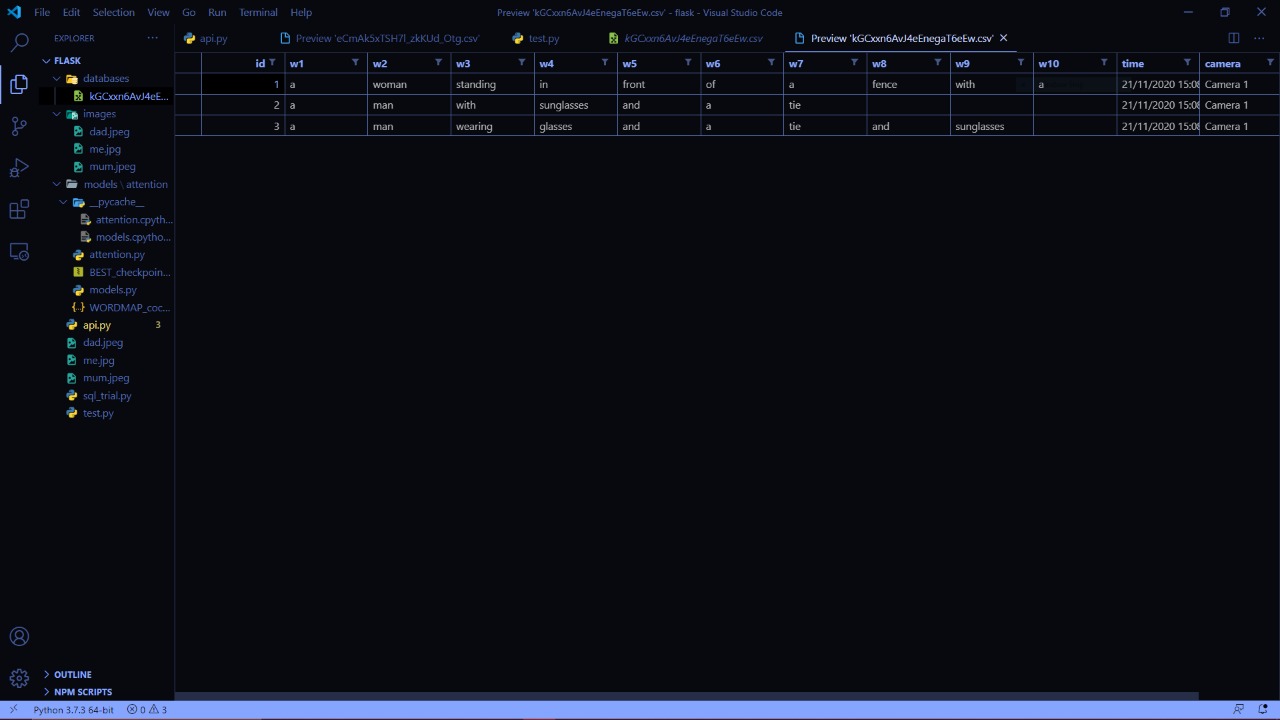 File Edit Selection View Go Run Terminal Help Preview 'kGCxxn6AvJ4eEnegaT6eEw.csv' - flask - Visual Studio Code
EXPLORER
api.py Preview 'eCmAk5xTSH7l_zkKUd_Otg.csv' test.py kGCxxn6AvJ4eEnegaT6eEw.csv Preview 'kGCxxn6AvJ4eEnegaT6eEw.csv'
FLASK
databases
kGCxxn6AvJ4eE...
images
dad.jpeg
me.jpg
mum.jpeg
models \ attention
__pycache__
attention.cpyth...
models.cpytho...
attention.py
BEST_checkpoin...
models.py
WORDMAP_coc...
api.py 3
dad.jpeg
me.jpg
mum.jpeg
sql_trial.py
test.py
OUTLINE
NPM SCRIPTS
id w1 w2 w3 w4 w5 w6 w7 w8 w9 w10 time camera
1 a woman standing in front of a fence with a 21/11/2020 15:06 Camera 1
2 a man with sunglasses and a tie 21/11/2020 15:06 Camera 1
3 a man wearing glasses and a tie and sunglasses 21/11/2020 15:06 Camera 1
Python 3.7.3 64-bit 0 3